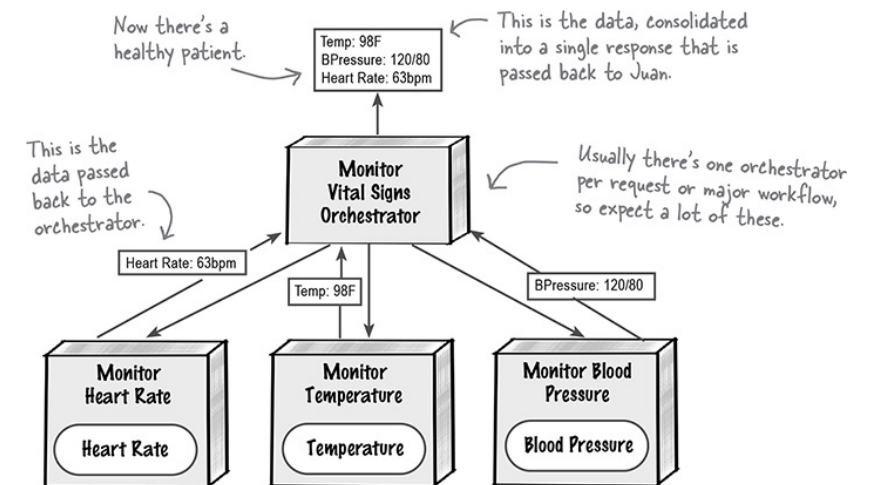 Now there's a
healthy patient.
Temp: 98F
BPressure: 120/80
Heart Rate: 63bpm
This is the data, consolidated
into a single response that is
passed back to Juan.
This is the
data passed
back to the
orchestrator.
Monitor
Vital Signs
Orchestrator
Usually there's one orchestrator
per request or major workflow,
so expect a lot of these.
Heart Rate: 63bpm
Temp: 98F
BPressure: 120/80
Monitor
Heart Rate
Heart Rate
Monitor
Temperature
Temperature
Monitor Blood
Pressure
Blood Pressure